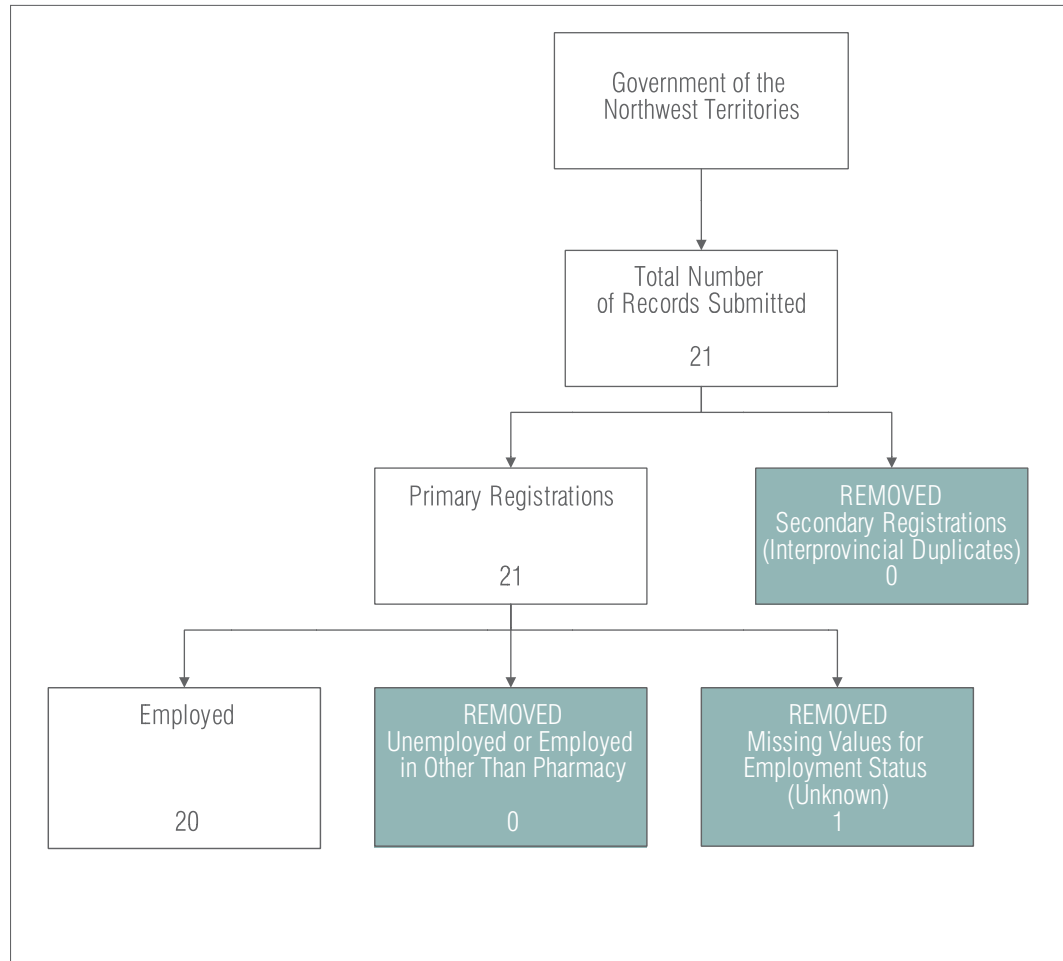 Government of the
Northwest Territories
Total Number
of Records Submitted
21
Primary Registrations
21
REMOVED
Secondary Registrations
(Interprovincial Duplicates)
0
Employed
20
REMOVED
Unemployed or Employed
in Other Than Pharmacy
0
REMOVED
Missing Values for
Employment Status
(Unknown)
1